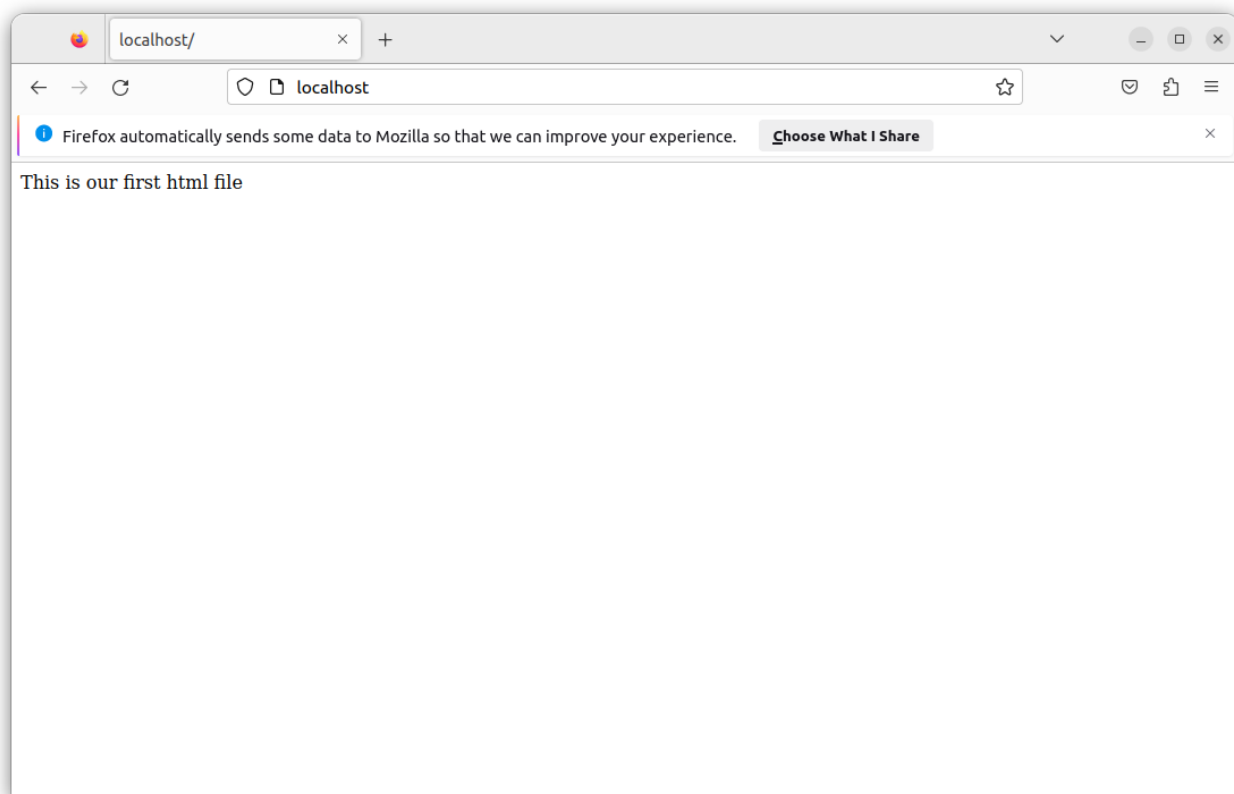 localhost/
localhost
Firefox automatically sends some data to Mozilla so that we can improve your experience. Choose What I Share
This is our first html file